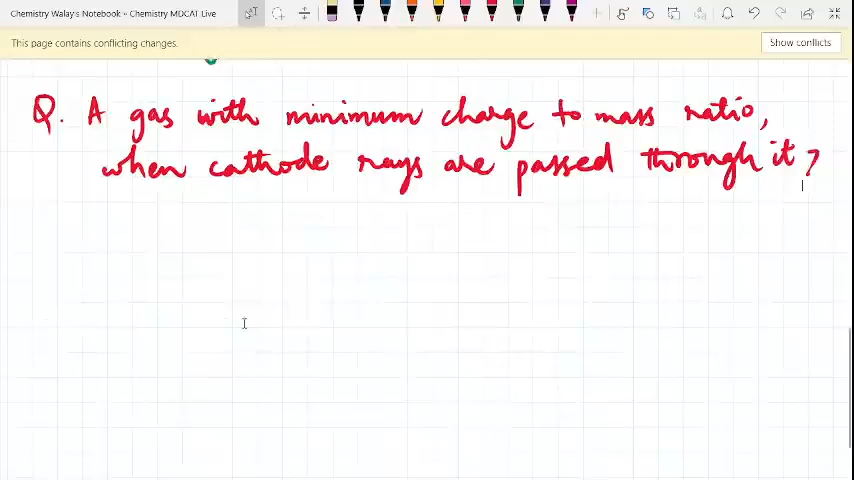 Chemistry Walay's Notebook » Chemistry MDCAT Live
This page contains conflicting changes.
Show conflicts
Q. A gas with minimum charge to mass ratio,
when cathode rays are passed through it?